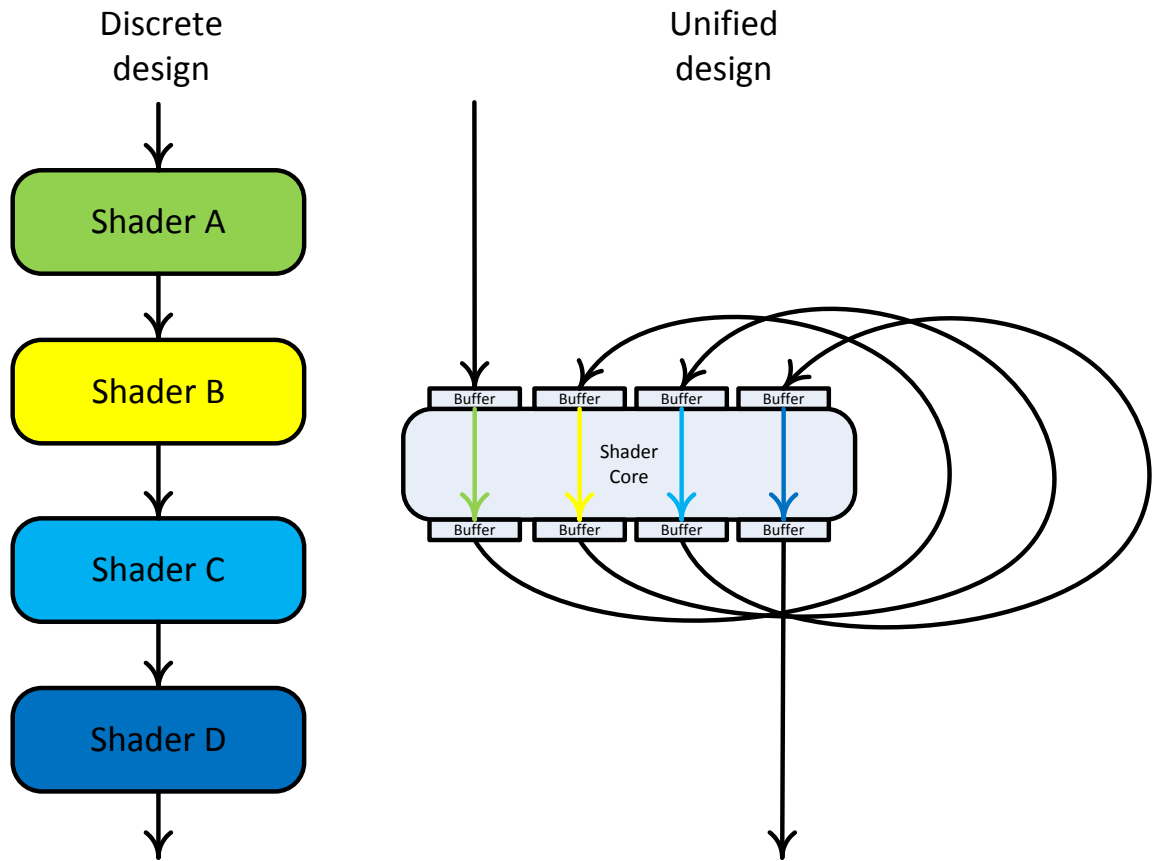 Discrete
design
Shader A
Shader B
Shader C
Shader D
Unified
design
Buffer Buffer Buffer Buffer
Shader
Core
Buffer Buffer Buffer Buffer